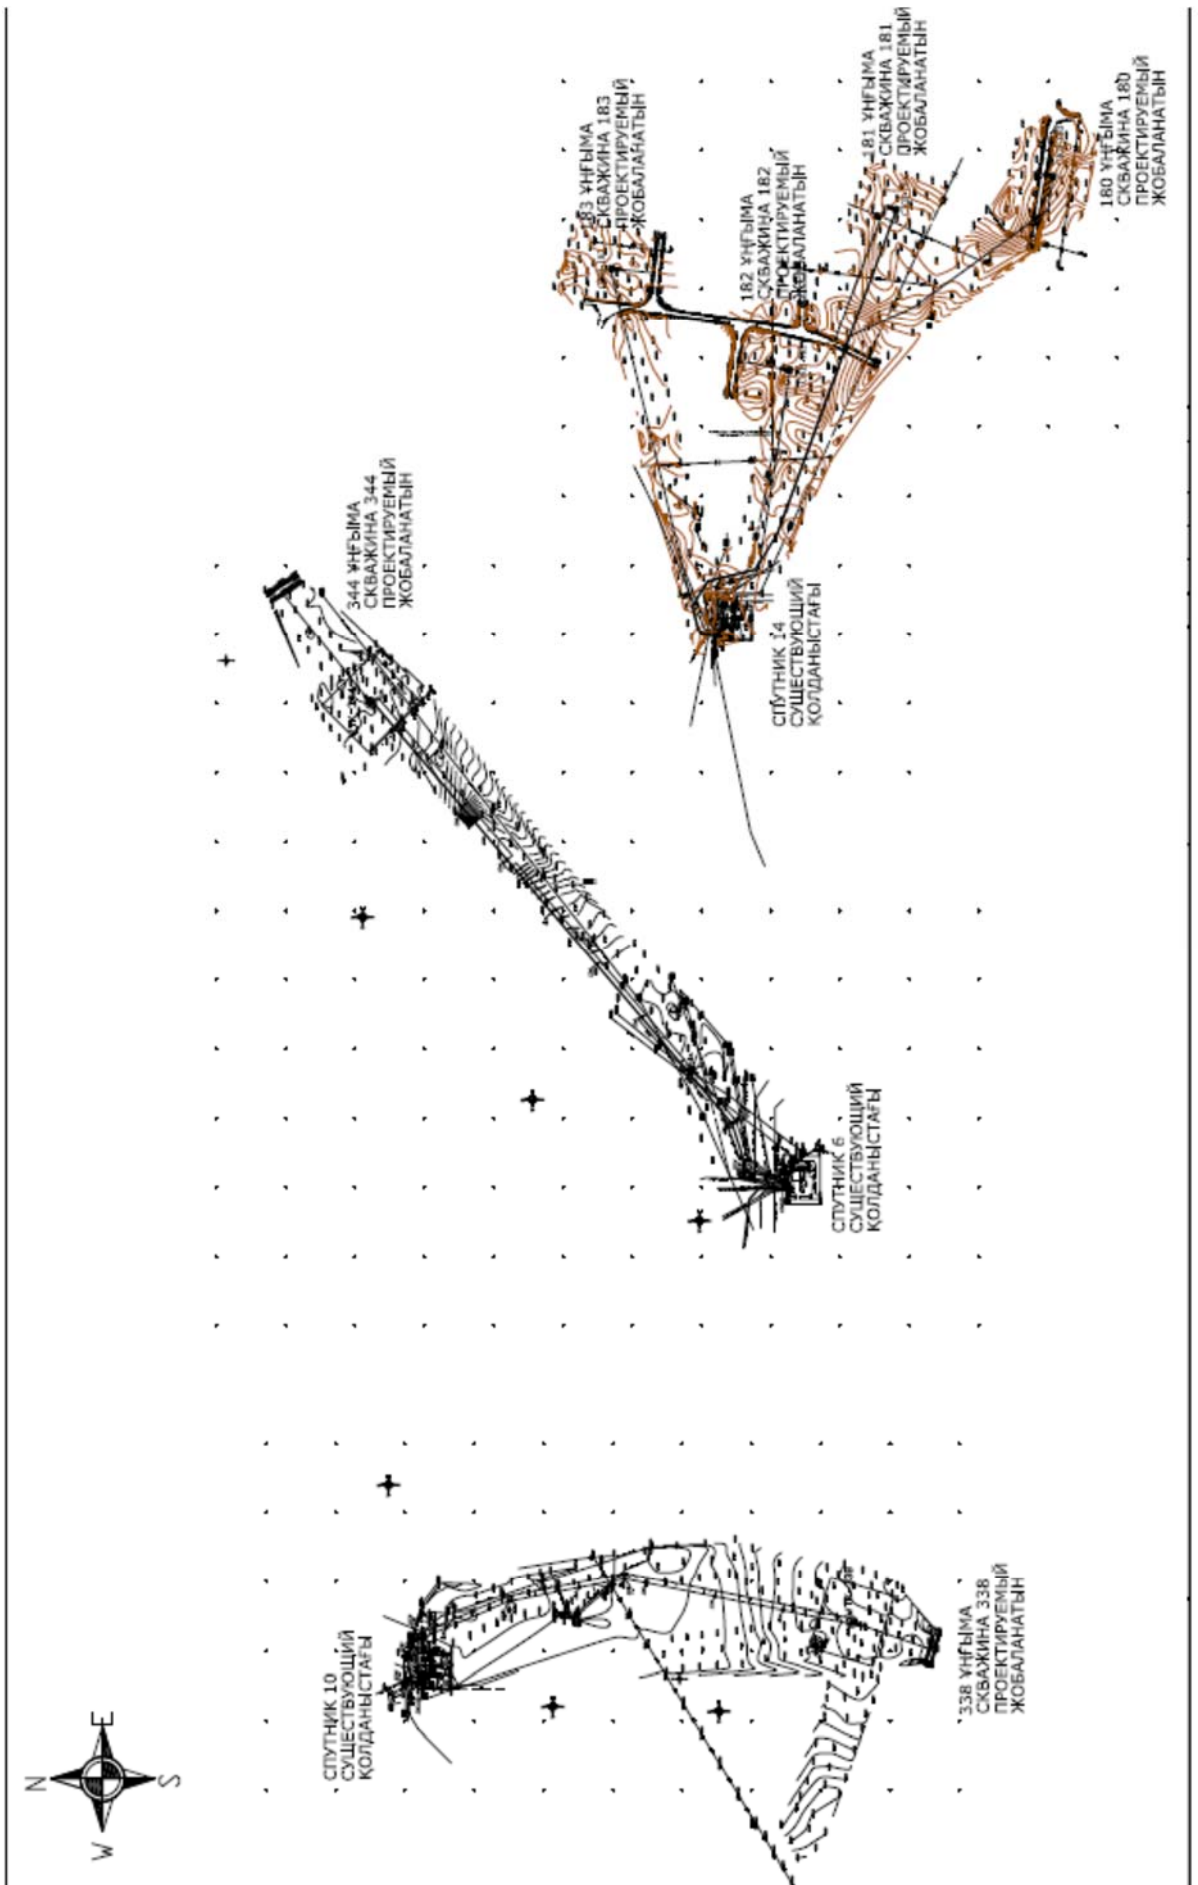 183 ҰҢҒЫМА
СКВАЖИНА 183
ПРОЕКТИРУЕМЫЙ
ЖОБАЛАНАТЫН
182 ҰҢҒЫМА
СКВАЖИНА 182
ПРОЕКТИРУЕМЫЙ
ЖОБАЛАНАТЫН
181 ҰҢҒЫМА
СКВАЖИНА 181
ПРОЕКТИРУЕМЫЙ
ЖОБАЛАНАТЫН
180 ҰҢҒЫМА
СКВАЖИНА 180
ПРОЕКТИРУЕМЫЙ
ЖОБАЛАНАТЫН
344 ҰҢҒЫМА
СКВАЖИНА 344
ПРОЕКТИРУЕМЫЙ
ЖОБАЛАНАТЫН
СПУТНИК 14
СУЩЕСТВУЮЩИЙ
ҚОЛДАНЫСТАҒЫ
СПУТНИК 6
СУЩЕСТВУЮЩИЙ
ҚОЛДАНЫСТАҒЫ
СПУТНИК 10
СУЩЕСТВУЮЩИЙ
ҚОЛДАНЫСТАҒЫ
338 ҰҢҒЫМА
СКВАЖИНА 338
ПРОЕКТИРУЕМЫЙ
ЖОБАЛАНАТЫН
N
E
S
W